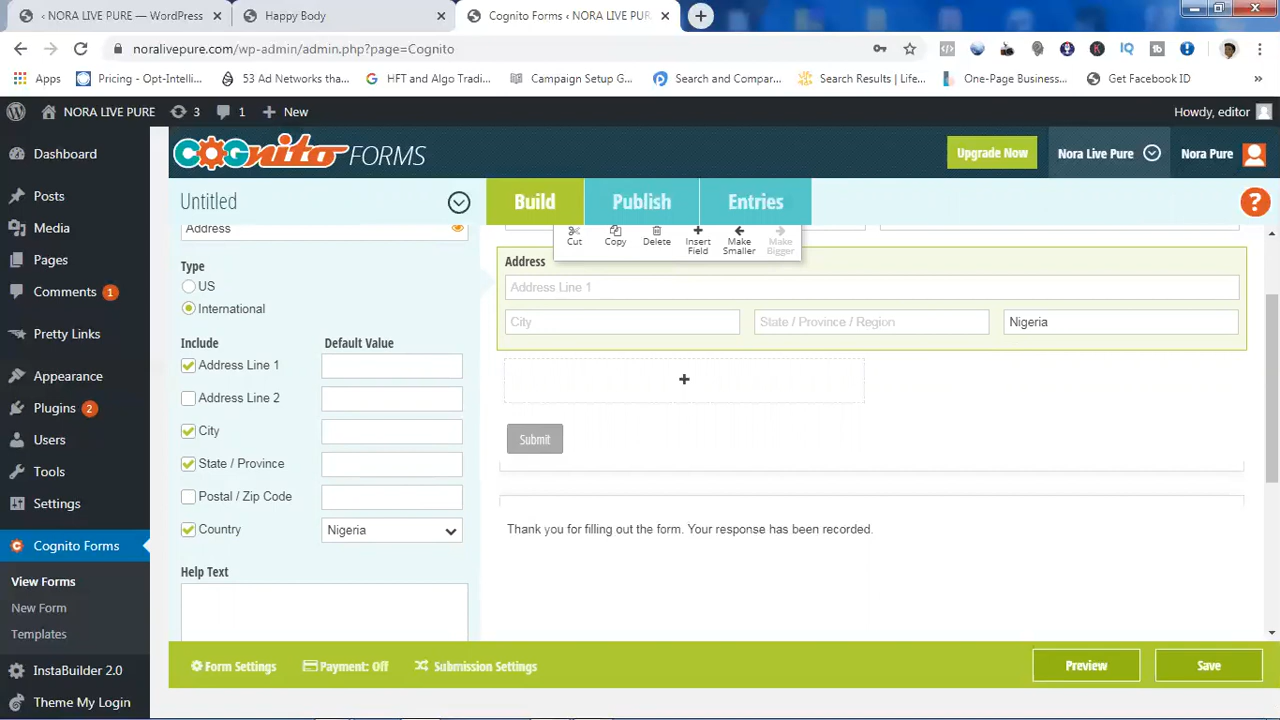 ‹ NORA LIVE PURE — WordPress
Happy Body
Cognito Forms ‹ NORA LIVE PURE
noralivepure.com/wp-admin/admin.php?page=Cognito
Apps
Pricing - Opt-Intelli...
53 Ad Networks tha...
HFT and Algo Tradi...
Campaign Setup G...
Search and Compar...
Search Results | Life...
One-Page Business...
Get Facebook ID
»
NORA LIVE PURE
3
1
New
Howdy, editor
Dashboard
Posts
Media
Pages
Comments 1
Pretty Links
Appearance
Plugins 2
Users
Tools
Settings
Cognito Forms
View Forms
New Form
Templates
InstaBuilder 2.0
Theme My Login
COGnito FORMS
Upgrade Now
Nora Live Pure
Nora Pure
Untitled
Build
Publish
Entries
?
Address
Type
US
International
Include
Default Value
Address Line 1
Address Line 2
City
State / Province
Postal / Zip Code
Country
Nigeria
Help Text
Cut
Copy
Delete
Insert Field
Make Smaller
Make Bigger
Address
Address Line 1
City
State / Province / Region
Nigeria
+
Submit
Thank you for filling out the form. Your response has been recorded.
Form Settings
Payment: Off
Submission Settings
Preview
Save